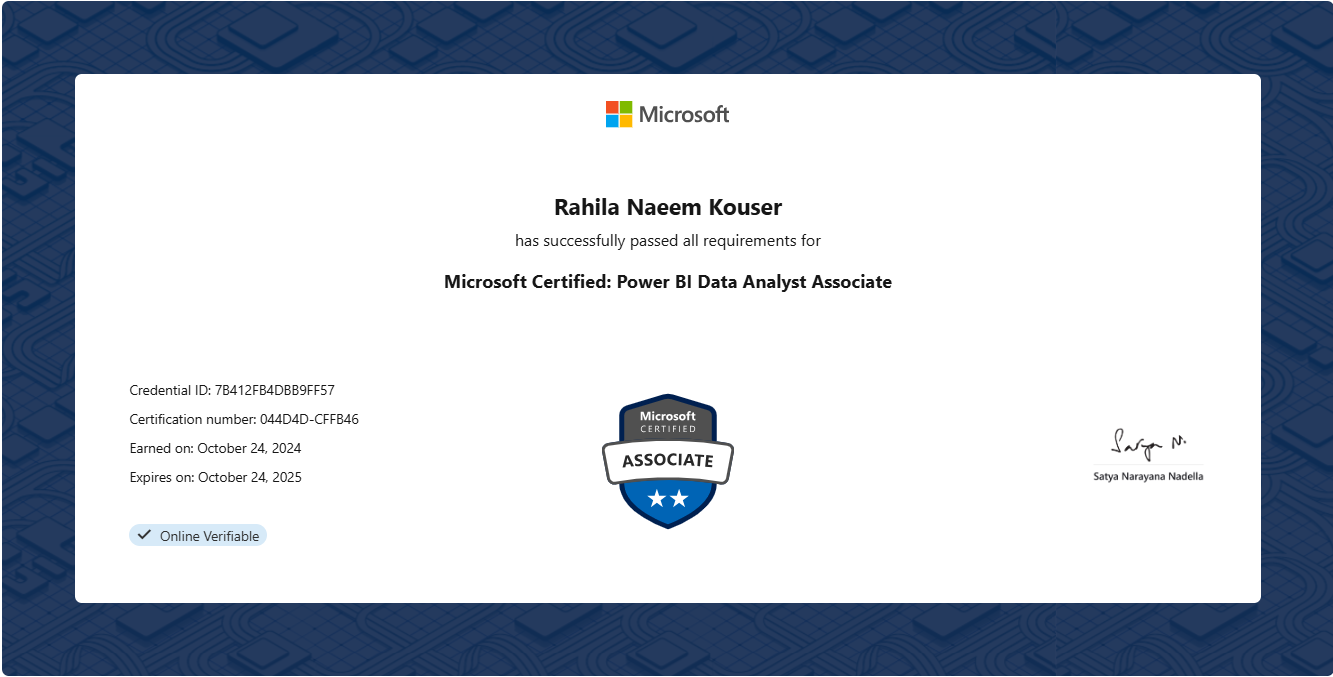 Microsoft
Rahila Naeem Kouser
has successfully passed all requirements for
Microsoft Certified: Power BI Data Analyst Associate
Credential ID: 7B412FB4DBB9FF57
Certification number: 044D4D-CFFB46
Earned on: October 24, 2024
Expires on: October 24, 2025
Online Verifiable
Microsoft
CERTIFIED
ASSOCIATE
Satya N.
Satya Narayana Nadella